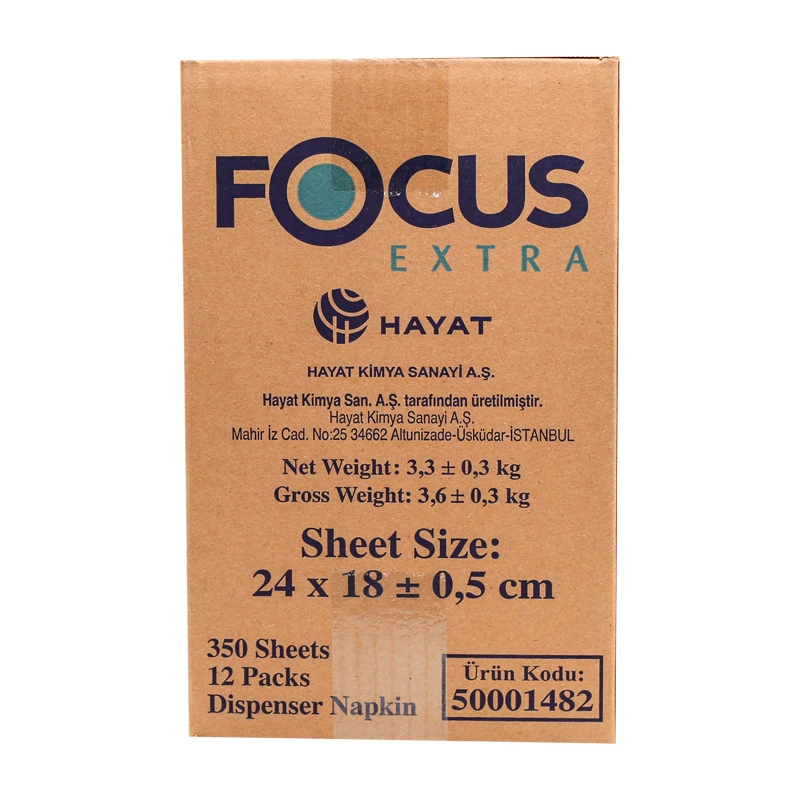 FOCUS
EXTRA
HAYAT
HAYAT KİMYA SANAYİ A.Ş.
Hayat Kimya San. A.Ş. tarafından üretilmiştir.
Hayat Kimya Sanayi A.Ş.
Mahir İz Cad. No:25 34662 Altunizade-Üsküdar-İSTANBUL
Net Weight: 3,3 ± 0,3 kg
Gross Weight: 3,6 ± 0,3 kg
Sheet Size:
24 x 18 ± 0,5 cm
350 Sheets
12 Packs
Dispenser Napkin
Ürün Kodu:
50001482